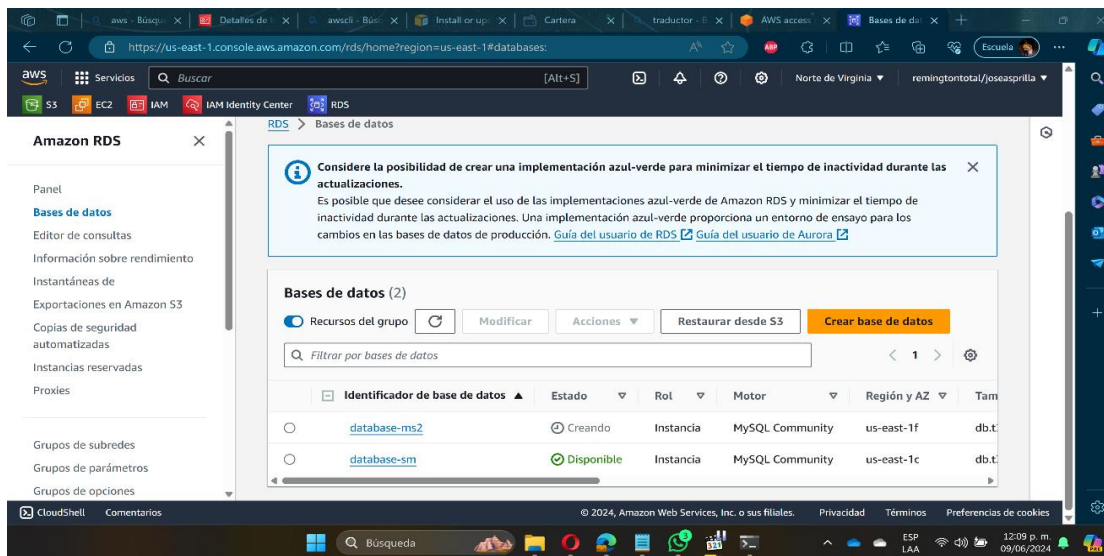 aws - Búsqu
Detalles de
awscli - Búsc
Install or upc
Cartera
traductor - B
AWS access
Bases de dat
https://us-east-1.console.aws.amazon.com/rds/home?region=us-east-1#databases:
ABP
Escuela
aws
Servicios
Buscar
[Alt+S]
Norte de Virginia
remingtontotal/joseasprilla
S3
EC2
IAM
IAM Identity Center
RDS
Amazon RDS
Panel
Bases de datos
Editor de consultas
Información sobre rendimiento
Instantáneas de
Exportaciones en Amazon S3
Copias de seguridad
automatizadas
Instancias reservadas
Proxies
Grupos de subredes
Grupos de parámetros
Grupos de opciones
RDS > Bases de datos
Considere la posibilidad de crear una implementación azul-verde para minimizar el tiempo de inactividad durante las
actualizaciones.
Es posible que desee considerar el uso de las implementaciones azul-verde de Amazon RDS y minimizar el tiempo de
inactividad durante las actualizaciones. Una implementación azul-verde proporciona un entorno de ensayo para los
cambios en las bases de datos de producción. Guía del usuario de RDS Guía del usuario de Aurora
Bases de datos (2)
Recursos del grupo
Modificar
Acciones
Restaurar desde S3
Crear base de datos
Filtrar por bases de datos
< 1 >
Identificador de base de datos Estado Rol Motor Región y AZ Tam
database-ms2 Creando Instancia MySQL Community us-east-1f db.t
database-sm Disponible Instancia MySQL Community us-east-1c db.t
CloudShell Comentarios © 2024, Amazon Web Services, Inc. o sus filiales. Privacidad Términos Preferencias de cookies
Búsqueda
321
ESP
LAA
12:09 p. m.
09/06/2024